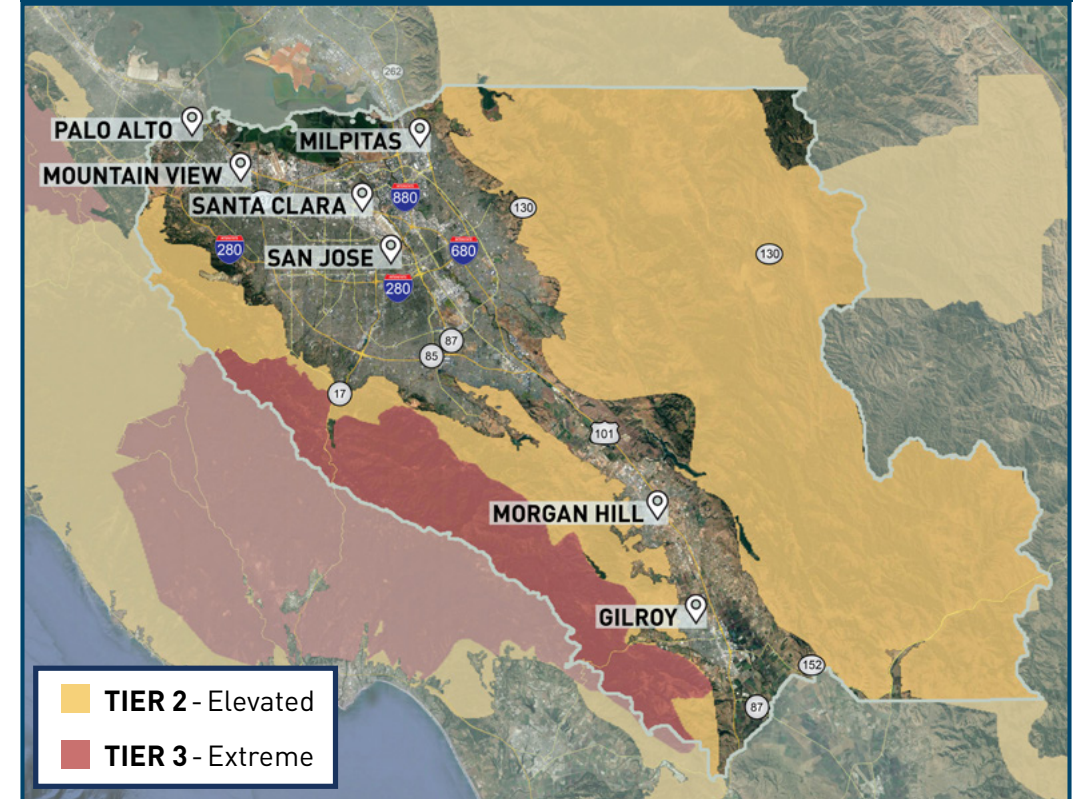 262
PALO ALTO
MILPITAS
MOUNTAIN VIEW
SANTA CLARA
880
130
SAN JOSE
280
680
130
280
87
85
17
101
MORGAN HILL
GILROY
152
87
TIER 2 - Elevated
TIER 3 - Extreme